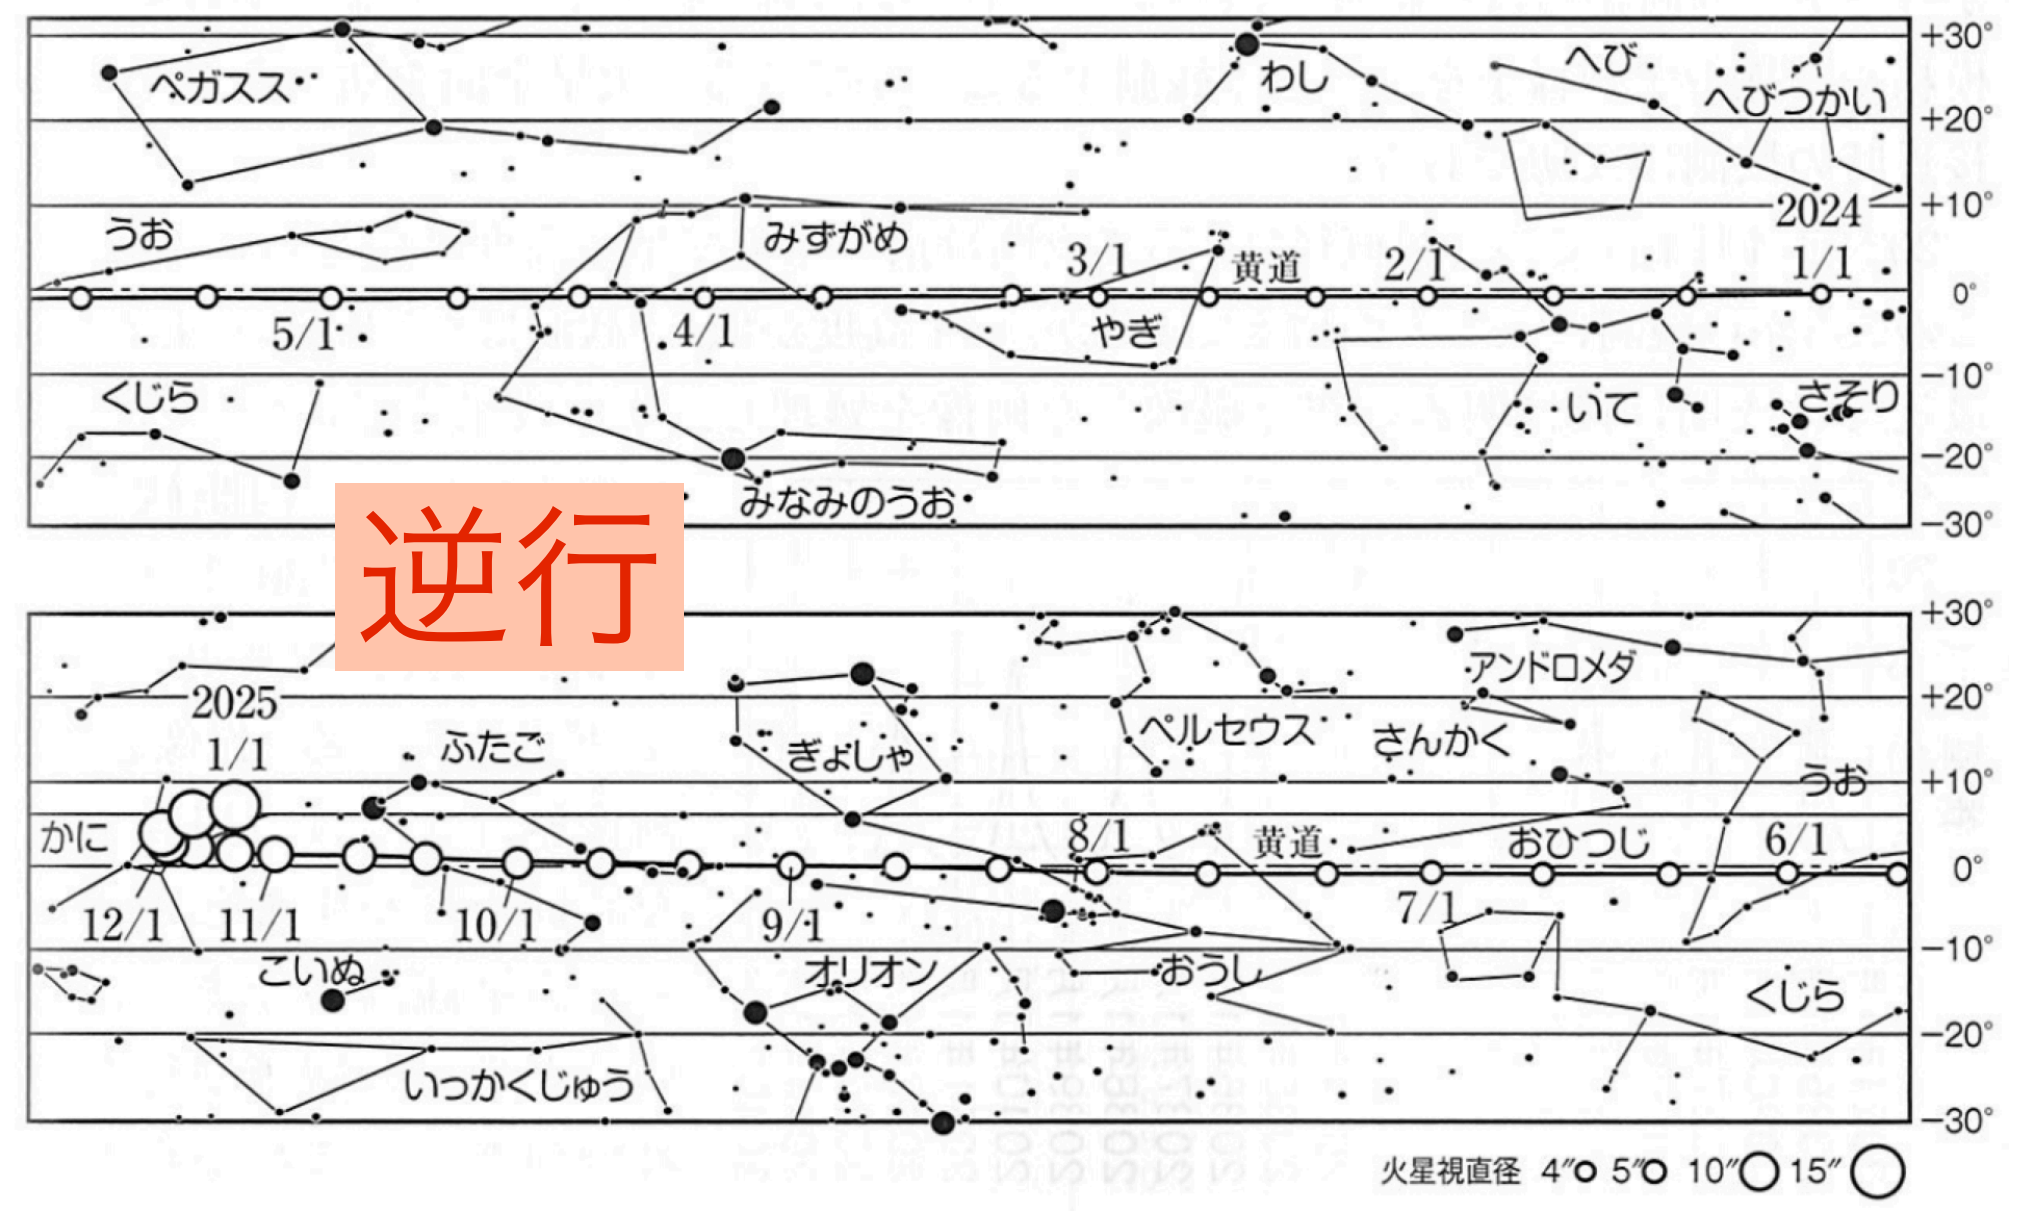 +30°
ペガスス
わし
へび
へびつかい
+20°
+10°
2024
うお
みずがめ
3/1
黄道
2/1
1/1
0°
5/1
4/1
やぎ
−10°
くじら
いて
さそり
−20°
みなみのうお
−30°
逆行
+30°
アンドロメダ
2025
+20°
1/1
ふたご
ぎょしゃ
ペルセウス
さんかく
うお
+10°
かに
8/1
黄道
おひつじ
6/1
0°
12/1
11/1
10/1
9/1
7/1
−10°
こいぬ
オリオン
おうし
くじら
−20°
いっかくじゅう
−30°
火星視直径 4″ 5″ 10″ 15″